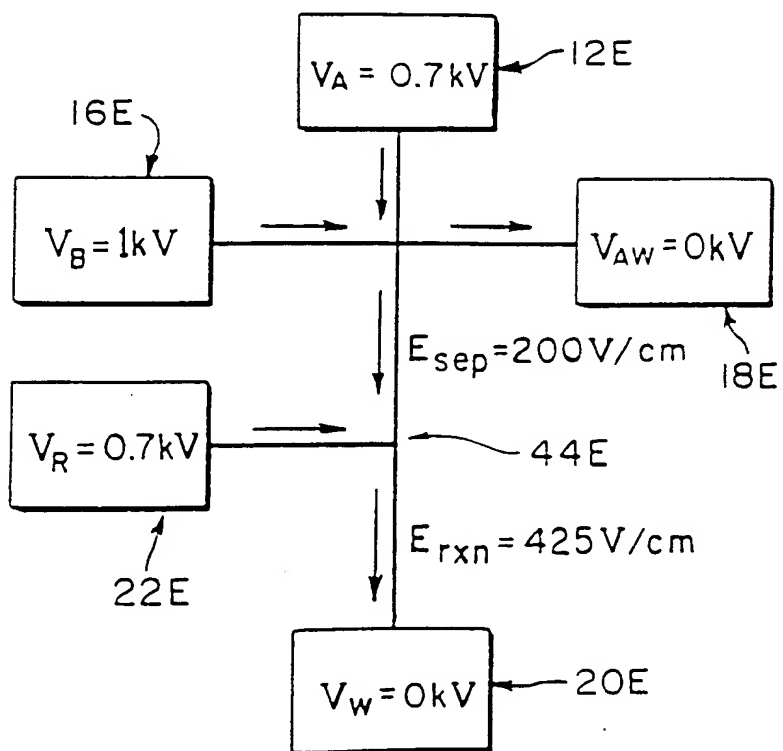 V_A = 0.7kV
12E
16E
V_B = 1kV
V_AW = 0kV
18E
E_sep = 200V/cm
V_R = 0.7kV
44E
22E
E_rxn = 425V/cm
V_W = 0kV
20E